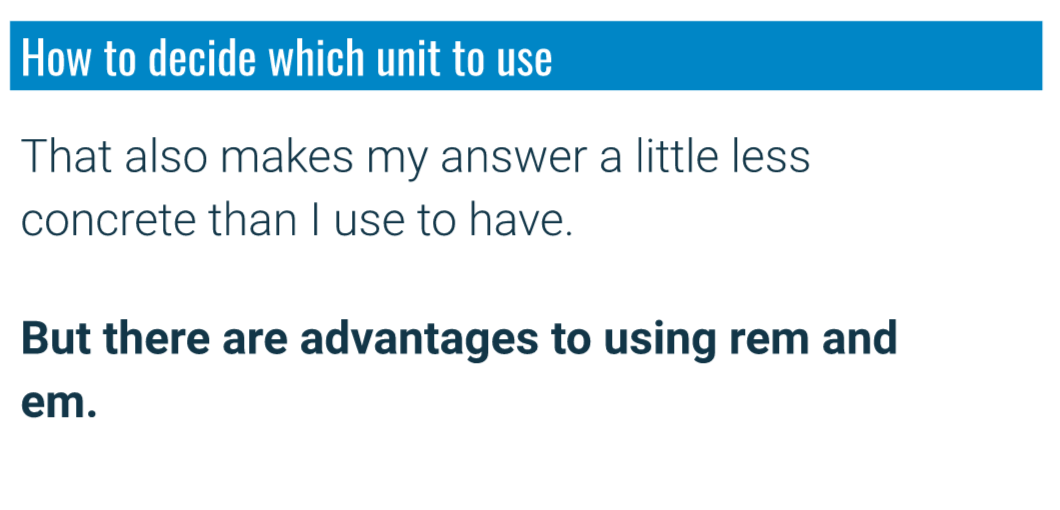 How to decide which unit to use
That also makes my answer a little less
concrete than I use to have.
But there are advantages to using rem and
em.